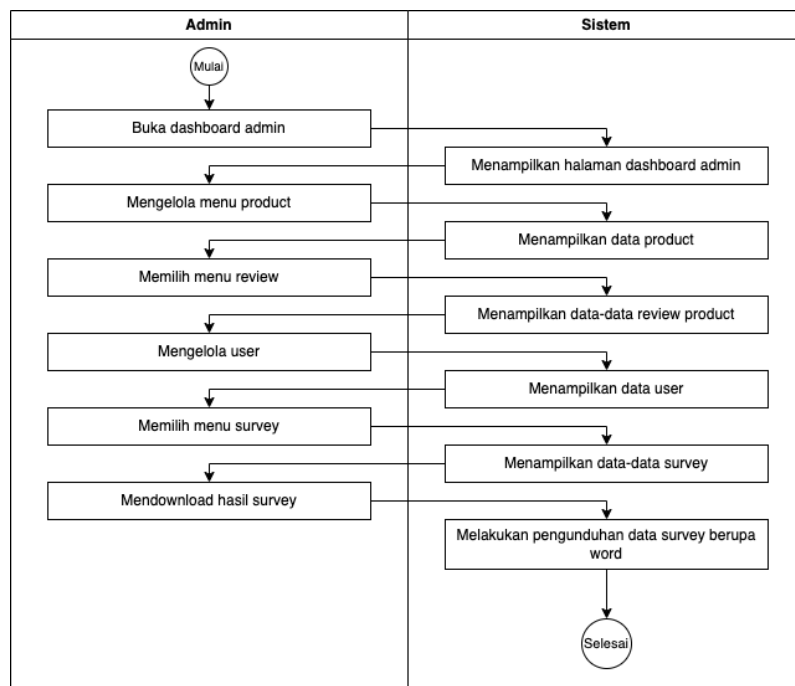 Admin
Sistem
Mulai
Buka dashboard admin
Menampilkan halaman dashboard admin
Mengelola menu product
Menampilkan data product
Memilih menu review
Menampilkan data-data review product
Mengelola user
Menampilkan data user
Memilih menu survey
Menampilkan data-data survey
Mendownload hasil survey
Melakukan pengunduhan data survey berupa
word
Selesai